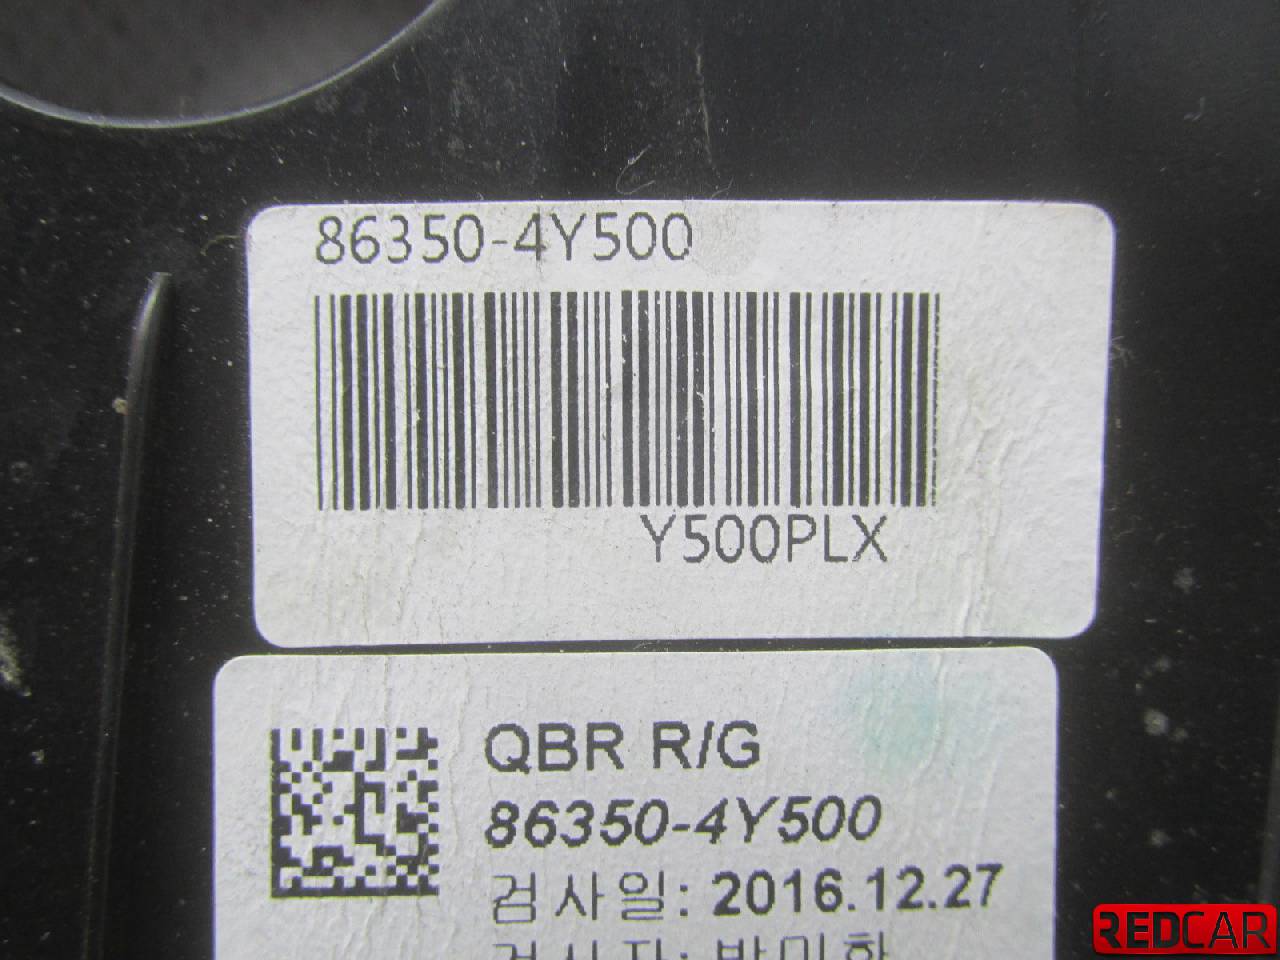 86350-4Y500
Y500PLX
QBR R/G
86350-4Y500
검사일: 2016.12.27
REDCAR